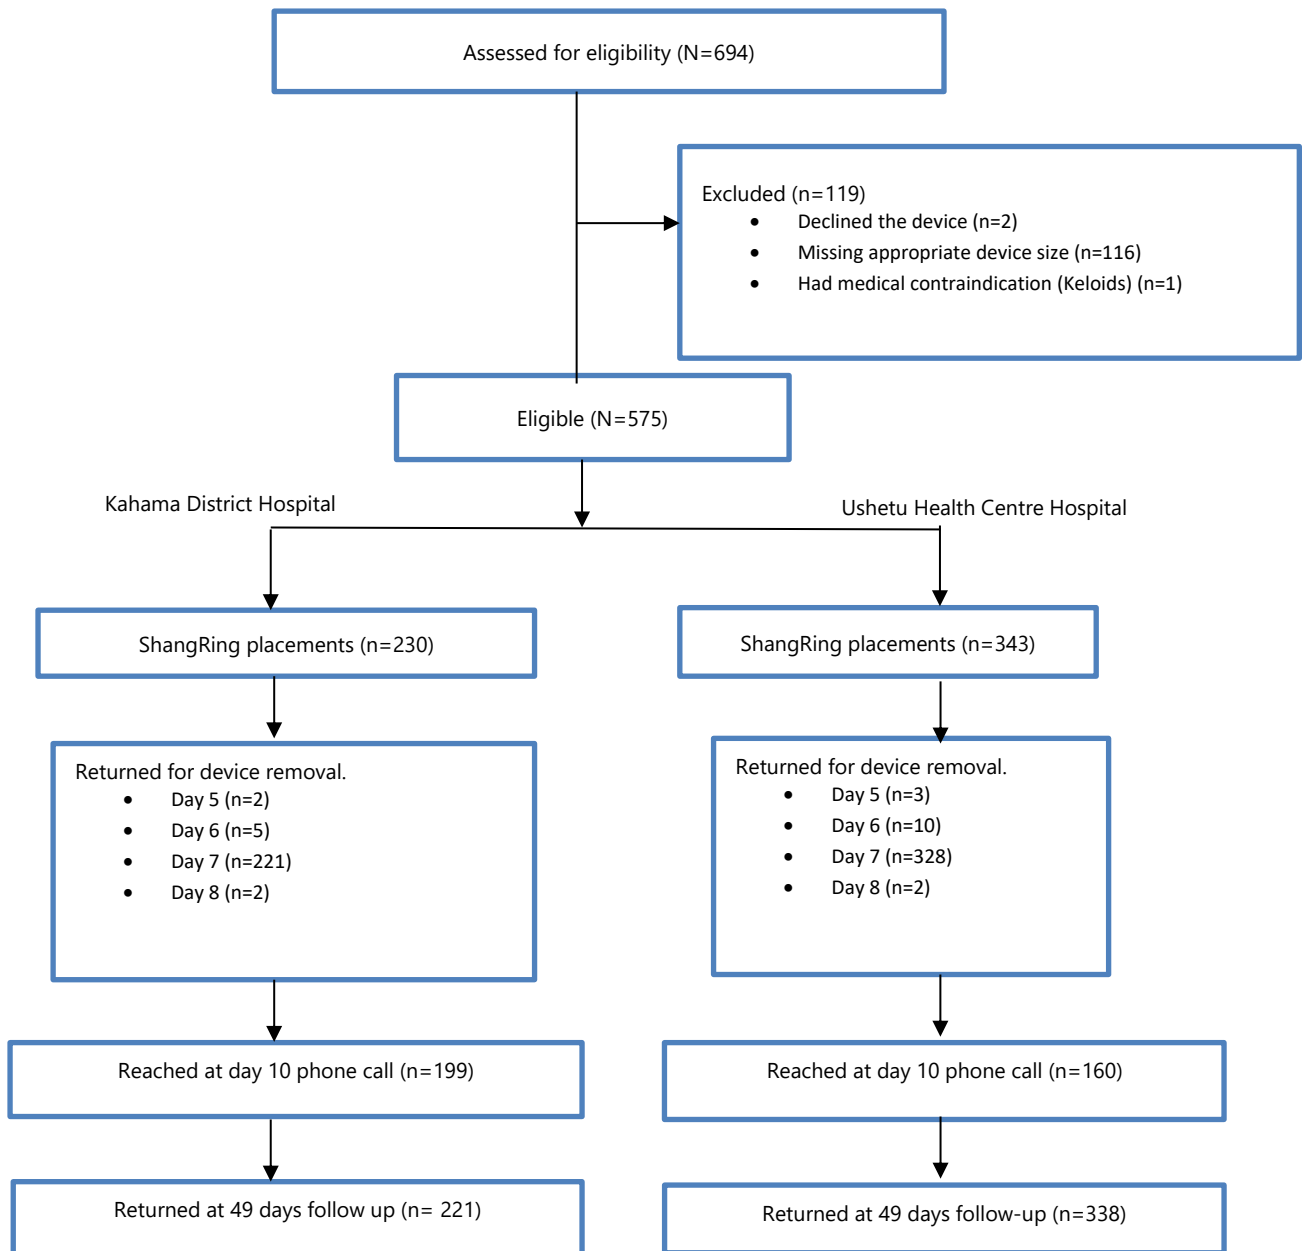 Assessed for eligibility (N=694)
Excluded (n=119)
• Declined the device (n=2)
• Missing appropriate device size (n=116)
• Had medical contraindication (Keloids) (n=1)
Eligible (N=575)
Kahama District Hospital
Ushetu Health Centre Hospital
ShangRing placements (n=230)
ShangRing placements (n=343)
Returned for device removal.
• Day 5 (n=2)
• Day 6 (n=5)
• Day 7 (n=221)
• Day 8 (n=2)
Returned for device removal.
• Day 5 (n=3)
• Day 6 (n=10)
• Day 7 (n=328)
• Day 8 (n=2)
Reached at day 10 phone call (n=199)
Reached at day 10 phone call (n=160)
Returned at 49 days follow up (n= 221)
Returned at 49 days follow-up (n=338)